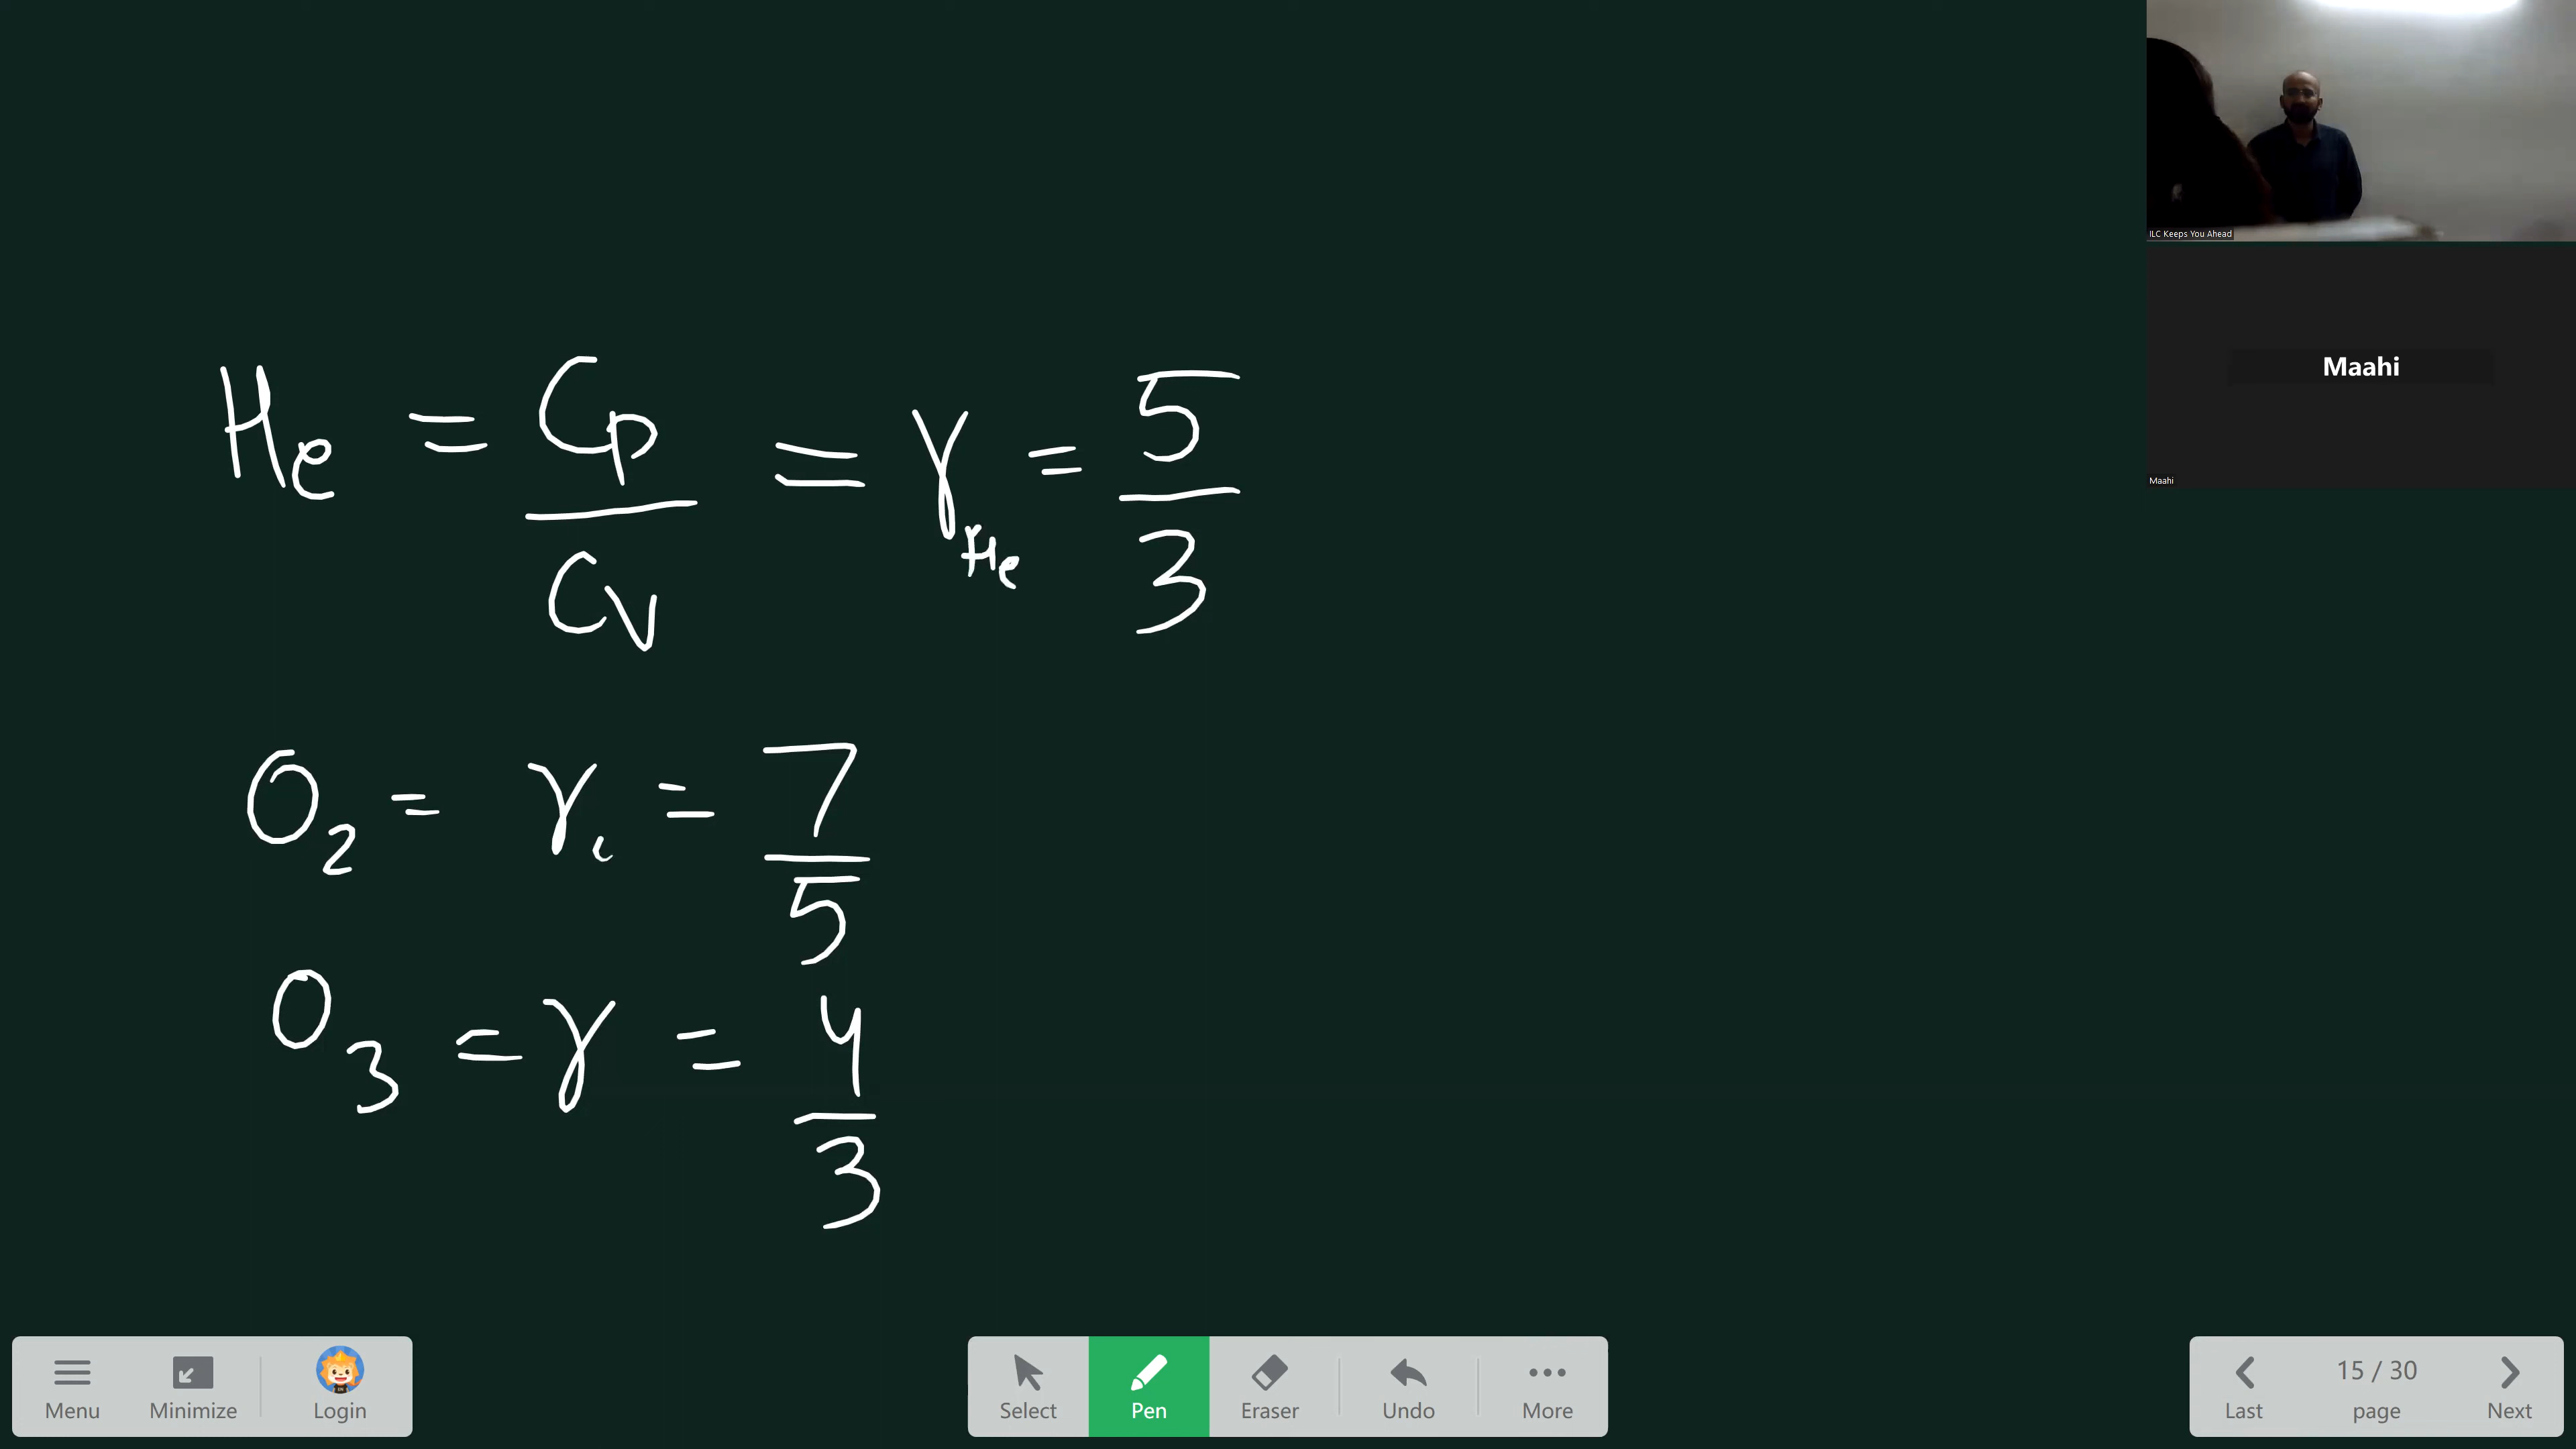 ILC Keeps You Ahead
Maahi
Maahi
He = Cp/Cv = γHe = 5/3
O2 = γ = 7/5
O3 = γ = 4/3
Menu Minimize Login
Select Pen Eraser Undo More
Last 15 / 30 page Next